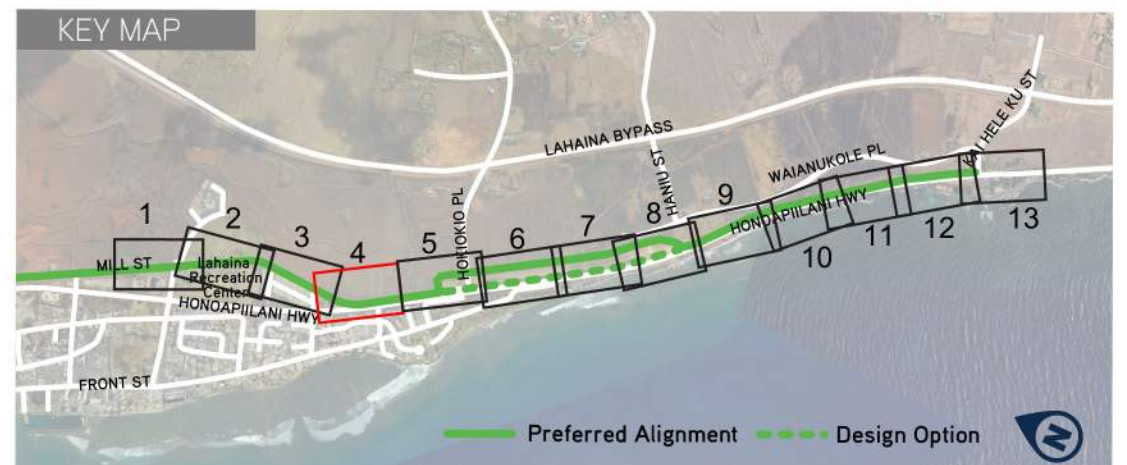 KEY MAP
LAHAINA BYPASS
HOKIOKIO PL
HANIU ST
WAIANUKOLE PL
KAI HELE KU ST
1
2
3
4
5
6
7
8
9
10
11
12
13
MILL ST
Lahaina
Recreation
Center
HONOAPIILANI HWY
HONOAPIILANI HWY
FRONT ST
Preferred Alignment
Design Option
N